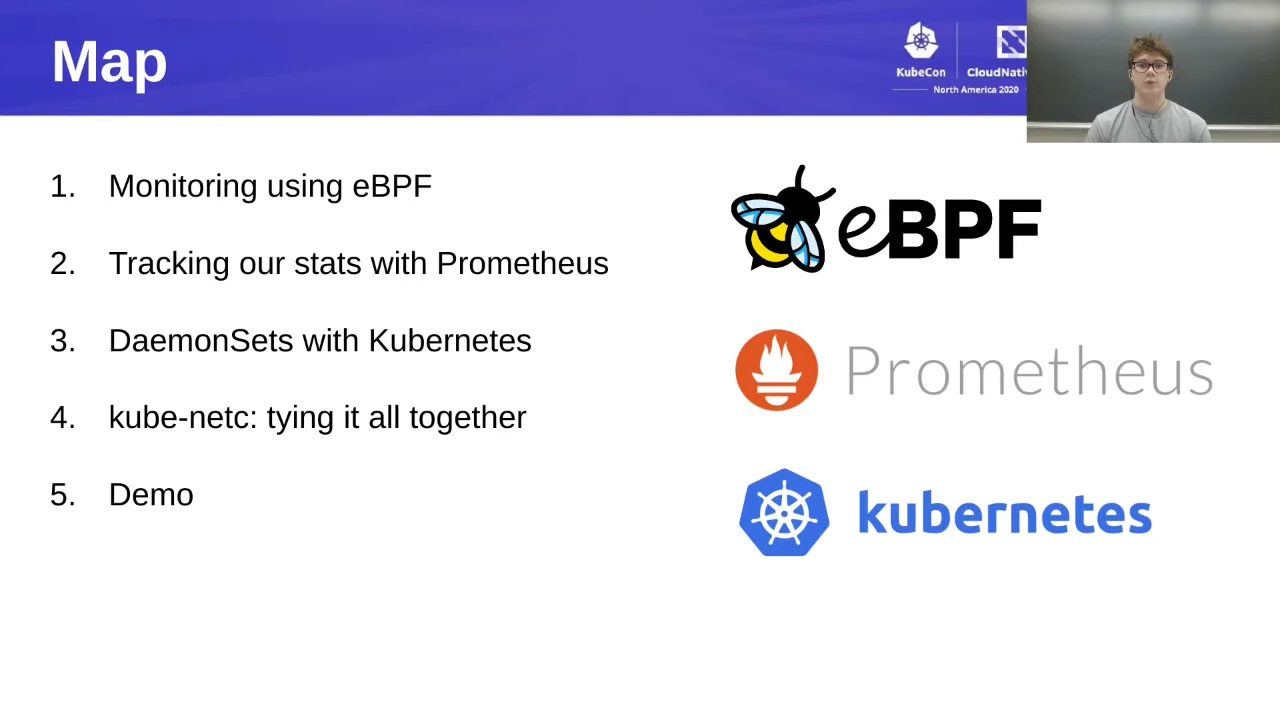 Map
KubeCon
CloudNativ
North America 2020
1. Monitoring using eBPF
2. Tracking our stats with Prometheus
3. DaemonSets with Kubernetes
4. kube-netc: tying it all together
5. Demo
eBPF
Prometheus
kubernetes